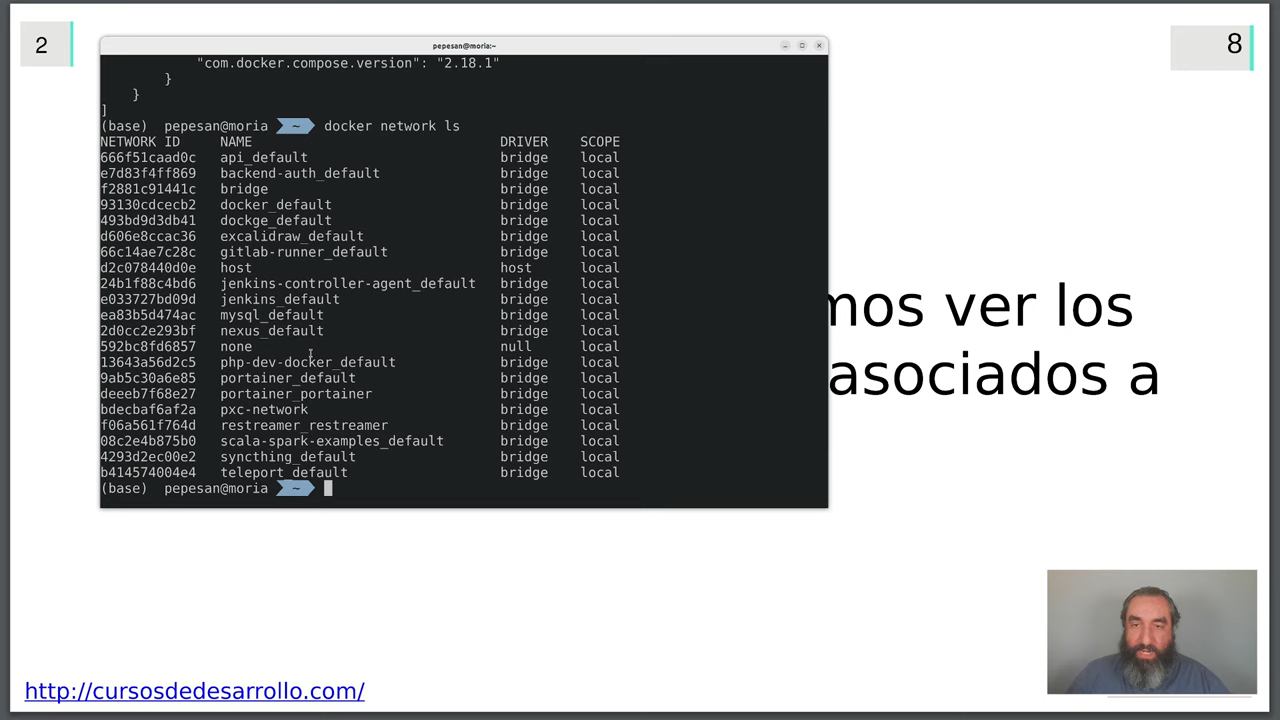 2
8
pepesan@moria:~
"com.docker.compose.version": "2.18.1"
}
}
]
(base) pepesan@moria ~ docker network ls
NETWORK ID NAME DRIVER SCOPE
666f51caad0c api_default bridge local
e7d83f4ff869 backend-auth_default bridge local
f2881c91441c bridge bridge local
93130cdcecb2 docker_default bridge local
493bd9d3db41 dockge_default bridge local
d606e8ccac36 excalidraw_default bridge local
66c14ae7c28c gitlab-runner_default bridge local
d2c078440d0e host host local
24b1f88c4bd6 jenkins-controller-agent_default bridge local
e033727bd09d jenkins_default bridge local
ea83b5d474ac mysql_default bridge local
2d0cc2e293bf nexus_default bridge local
592bc8fd6857 none null local
13643a56d2c5 php-dev-docker_default bridge local
9ab5c30a6e85 portainer_default bridge local
deeeb7f68e27 portainer_portainer bridge local
bdecbaf6af2a pxc-network bridge local
f06a561f764d restreamer_restreamer bridge local
08c2e4b875b0 scala-spark-examples_default bridge local
4293d2ec00e2 syncthing_default bridge local
b414574004e4 teleport_default bridge local
(base) pepesan@moria ~
mos ver los
asociados a
http://cursosdedesarrollo.com/